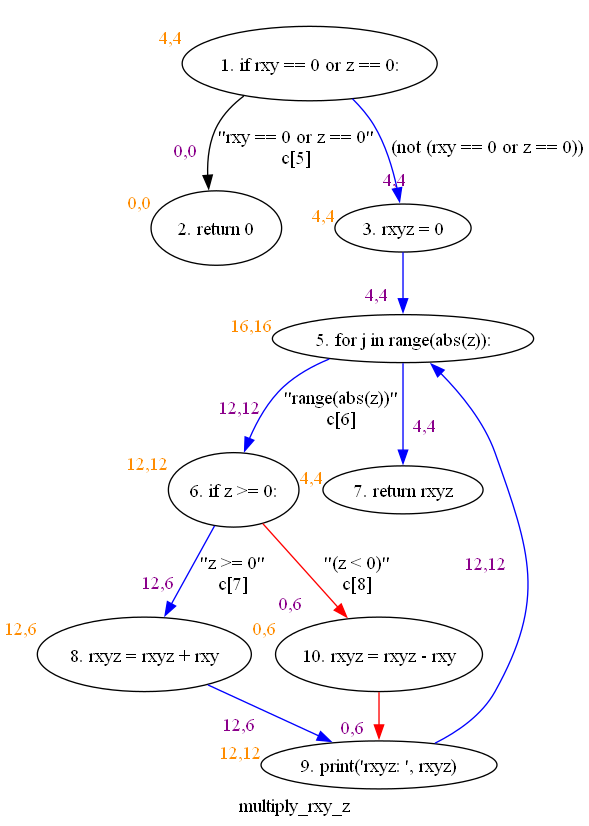 4,4
1. if rxy == 0 or z == 0:
"rxy == 0 or z == 0"
c[5]
(not (rxy == 0 or z == 0))
0,0
4,4
0,0
2. return 0
4,4
3. rxyz = 0
4,4
16,16
5. for j in range(abs(z)):
"range(abs(z))"
c[6]
12,12
4,4
12,12
6. if z >= 0:
4,4
7. return rxyz
"z >= 0"
c[7]
"(z < 0)"
c[8]
12,12
12,6
0,6
12,6
8. rxyz = rxyz + rxy
0,6
10. rxyz = rxyz - rxy
12,6
0,6
12,12
9. print('rxyz: ', rxyz)
multiply_rxy_z